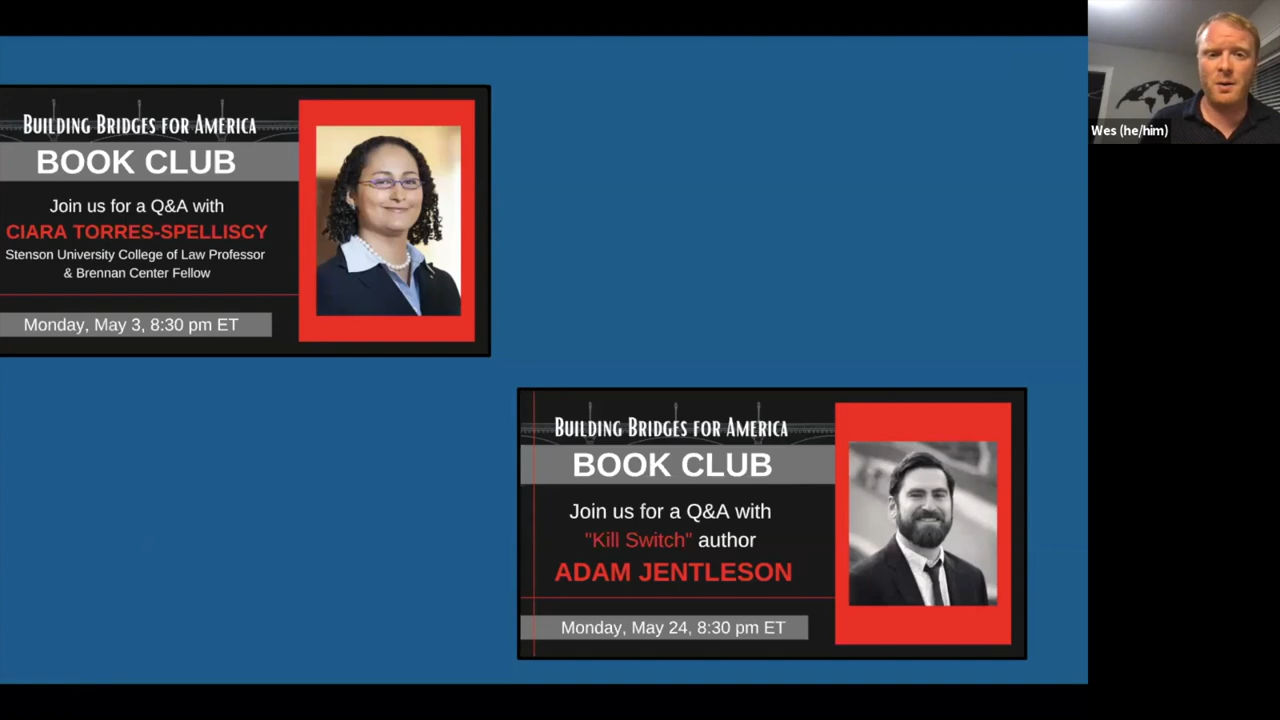 Building Bridges for America
BOOK CLUB
Join us for a Q&A with
CIARA TORRES-SPELLISCY
Stenson University College of Law Professor
& Brennan Center Fellow
Monday, May 3, 8:30 pm ET
Wes (he/him)
Building Bridges for America
BOOK CLUB
Join us for a Q&A with
"Kill Switch" author
ADAM JENTLESON
Monday, May 24, 8:30 pm ET